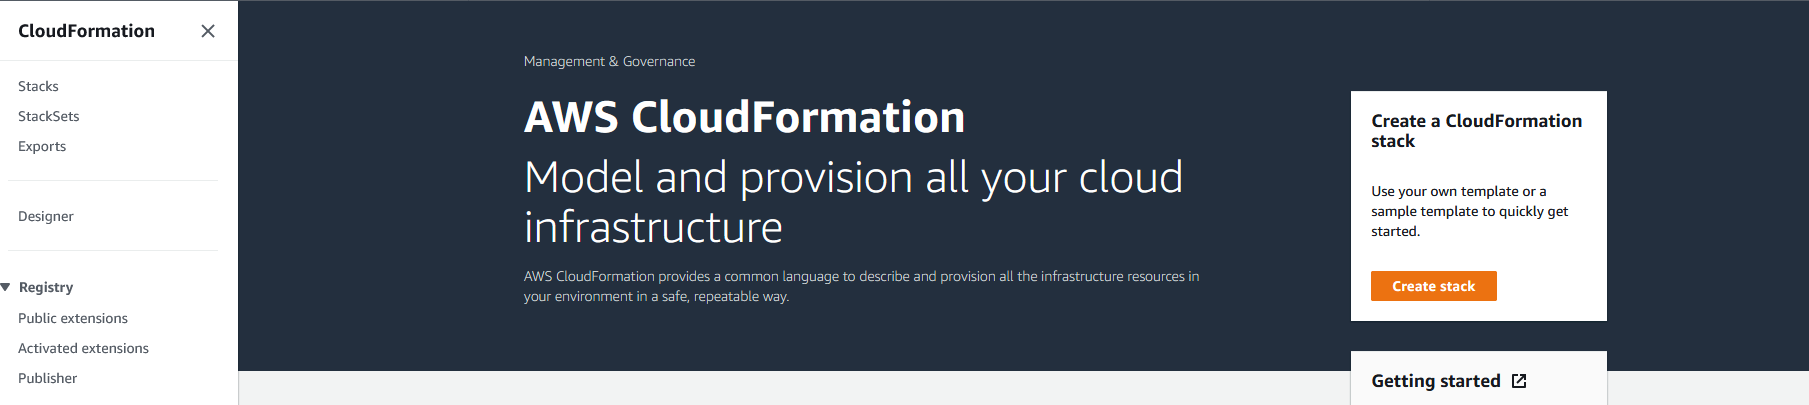 CloudFormation
Stacks
StackSets
Exports
Designer
Registry
Public extensions
Activated extensions
Publisher
Management & Governance
AWS CloudFormation
Model and provision all your cloud
infrastructure
AWS CloudFormation provides a common language to describe and provision all the infrastructure resources in
your environment in a safe, repeatable way.
Create a CloudFormation
stack
Use your own template or a
sample template to quickly get
started.
Create stack
Getting started